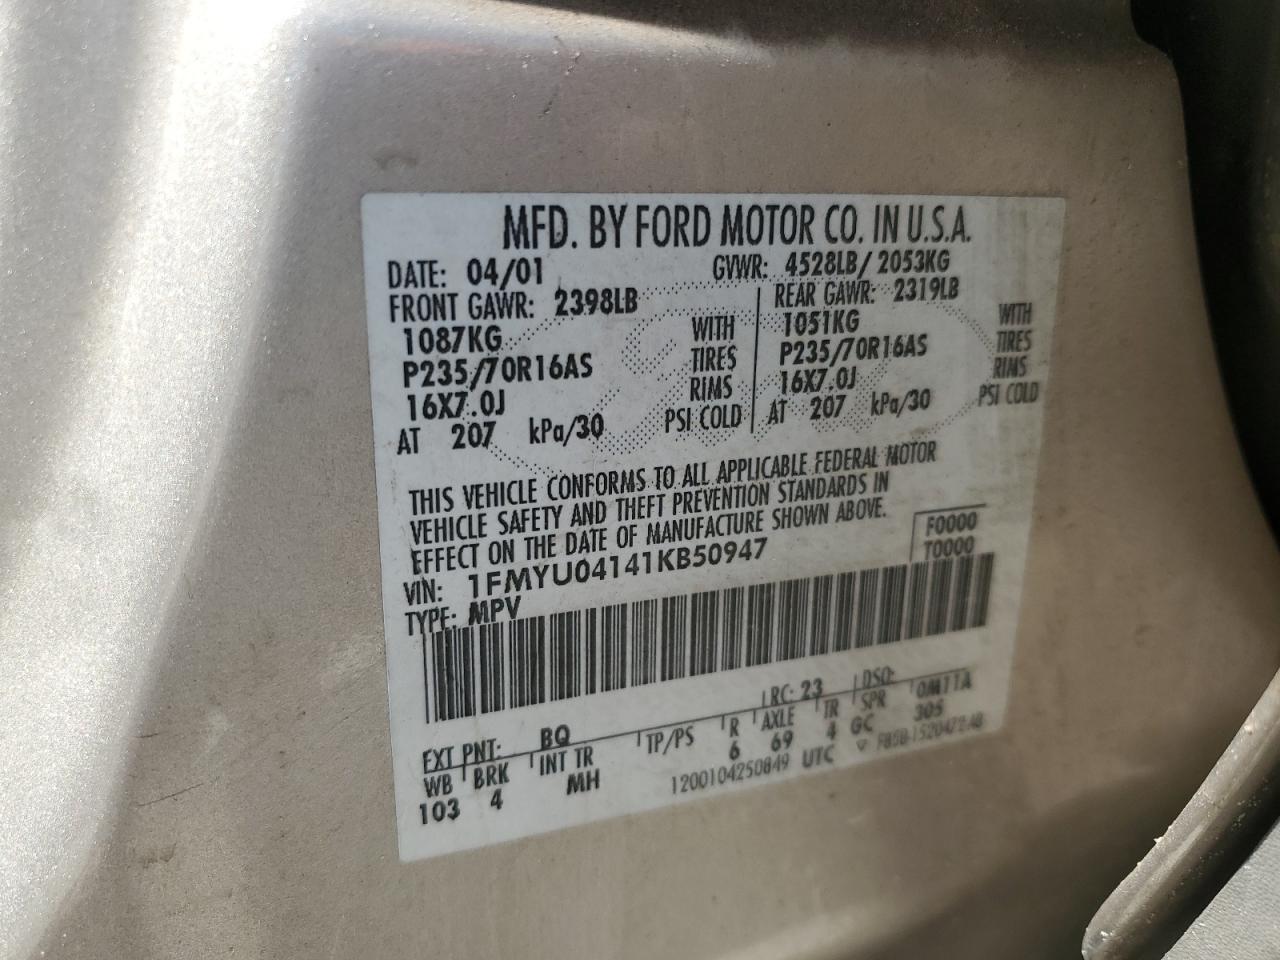 MFD. BY FORD MOTOR CO. IN U.S.A.
DATE: 04/01 GVWR: 4528LB/ 2053KG
FRONT GAWR: 2398LB REAR GAWR: 2319LB
1087KG WITH 1051KG WITH
P235/70R16AS TIRES P235/70R16AS TIRES
16X7.0J RIMS 16X7.0J RIMS
AT 207 kPa/30 PSI COLD AT 207 kPa/30 PSI COLD
THIS VEHICLE CONFORMS TO ALL APPLICABLE FEDERAL MOTOR
VEHICLE SAFETY AND THEFT PREVENTION STANDARDS IN
EFFECT ON THE DATE OF MANUFACTURE SHOWN ABOVE.
VIN: 1FMYU04141KB50947 F0000
TYPE: MPV T0000
EXT PNT: BQ RC: 23 DSO:
WB BRK INT TR TP/PS R AXLE TR SPR 0M11A
103 4 MH 6 69 4 GC 305
1200104250849 UTC